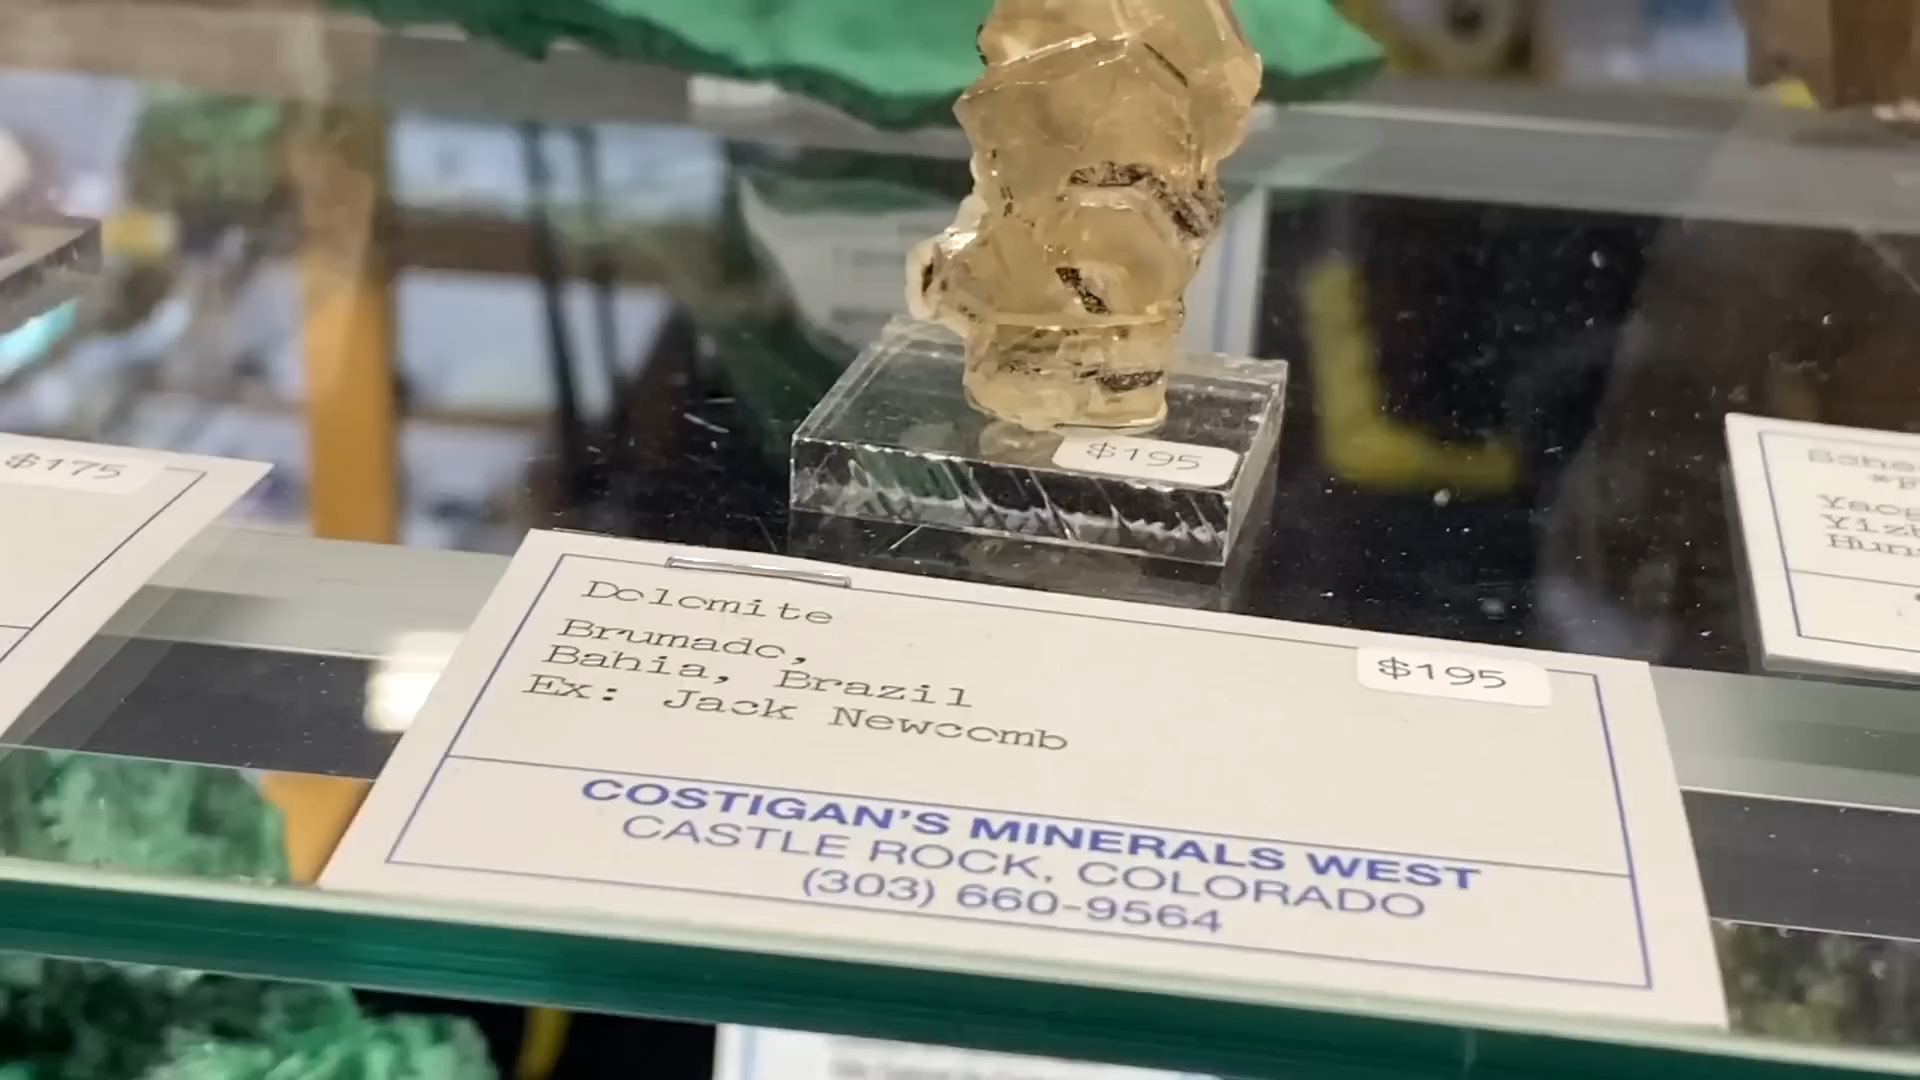 $195
$175
Dolomite
Brumado,
Bahia, Brazil
Ex: Jack Newcomb
$195
COSTIGAN'S MINERALS WEST
CASTLE ROCK, COLORADO
(303) 660-9564